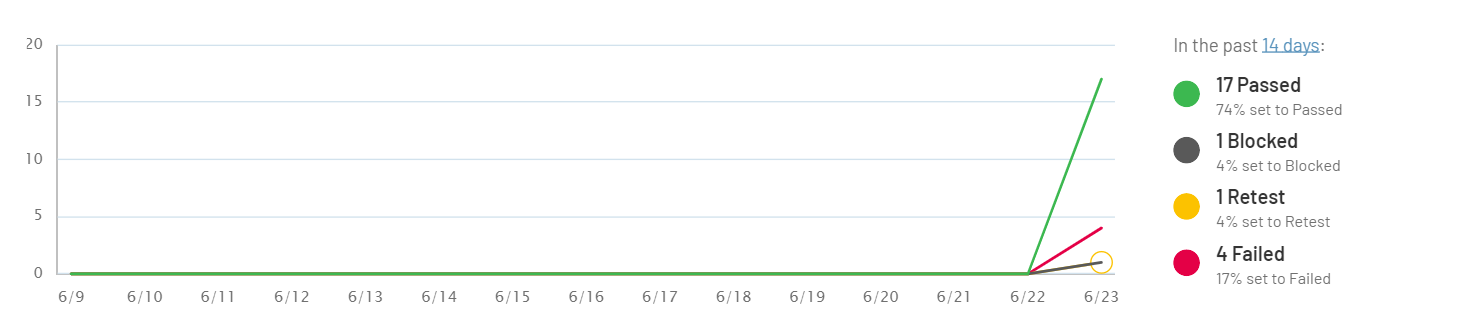 20
15
10
5
0
6/9 6/10 6/11 6/12 6/13 6/14 6/15 6/16 6/17 6/18 6/19 6/20 6/21 6/22 6/23
In the past 14 days:
17 Passed
74% set to Passed
1 Blocked
4% set to Blocked
1 Retest
4% set to Retest
4 Failed
17% set to Failed